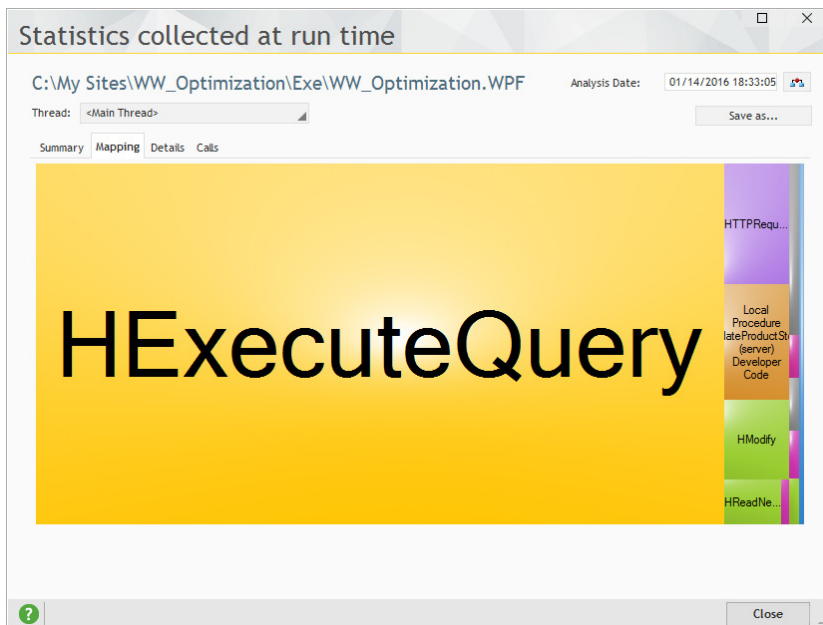 Statistics collected at run time
C:\My Sites\WW_Optimization\Exe\WW_Optimization.WPF
Analysis Date:
01/14/2016 18:33:05
Thread:
<Main Thread>
Save as...
Summary
Mapping
Details
Calls
HExecuteQuery
HTTPRequ...
Local
Procedure
lateProductSt
(server)
Developer
Code
HModify
HReadNe...
?
Close